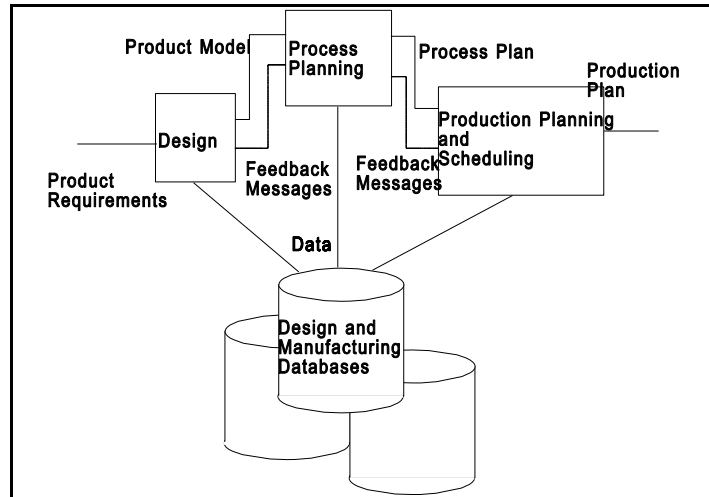 Product Model
Process
Planning
Process Plan
Production
Plan
Design
Production Planning
and
Scheduling
Product
Requirements
Feedback
Messages
Feedback
Messages
Data
Design and
Manufacturing
Databases